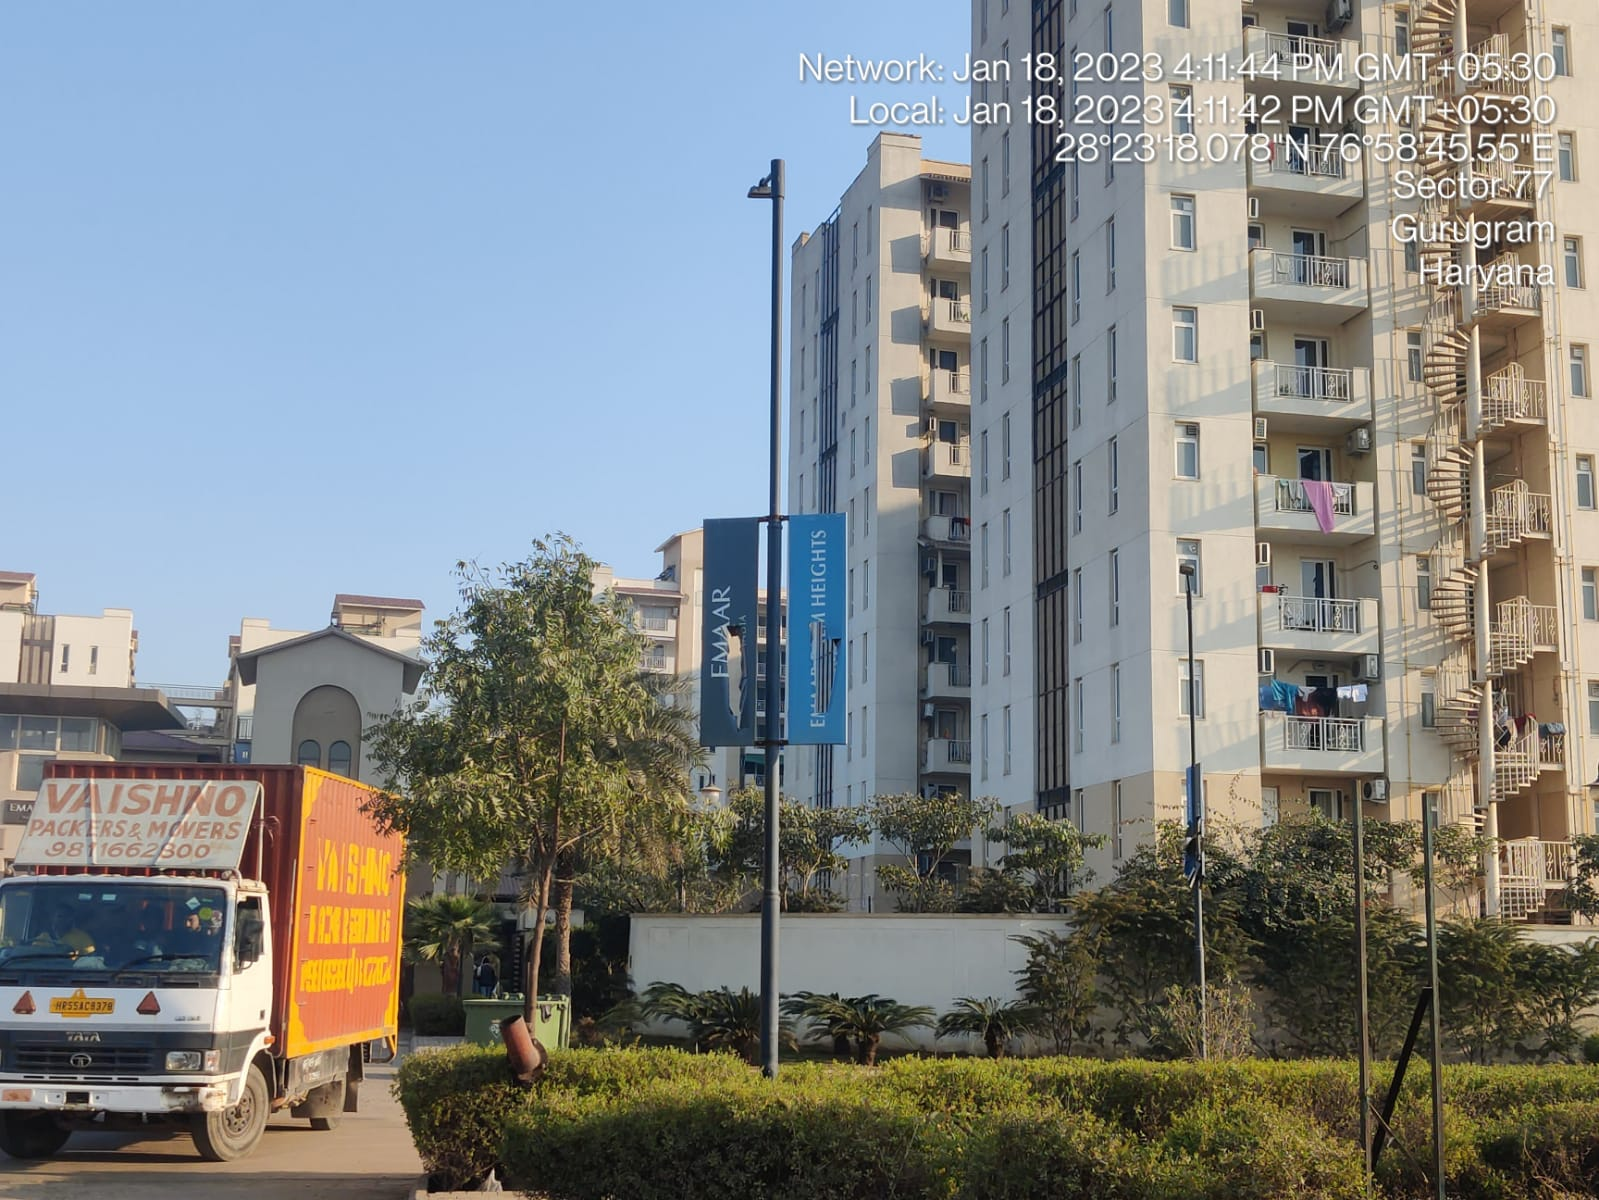 Network: Jan 18, 2023 4:11:44 PM GMT+05:30
Local: Jan 18, 2023 4:11:42 PM GMT+05:30
28°23'18.078"N 76°58'45.55"E
Sector 77
Gurugram
Haryana
EMAAR
HEIGHTS
VAISHNO
PACKERS & MOVERS
9811662300
HR55AC8378
TATA